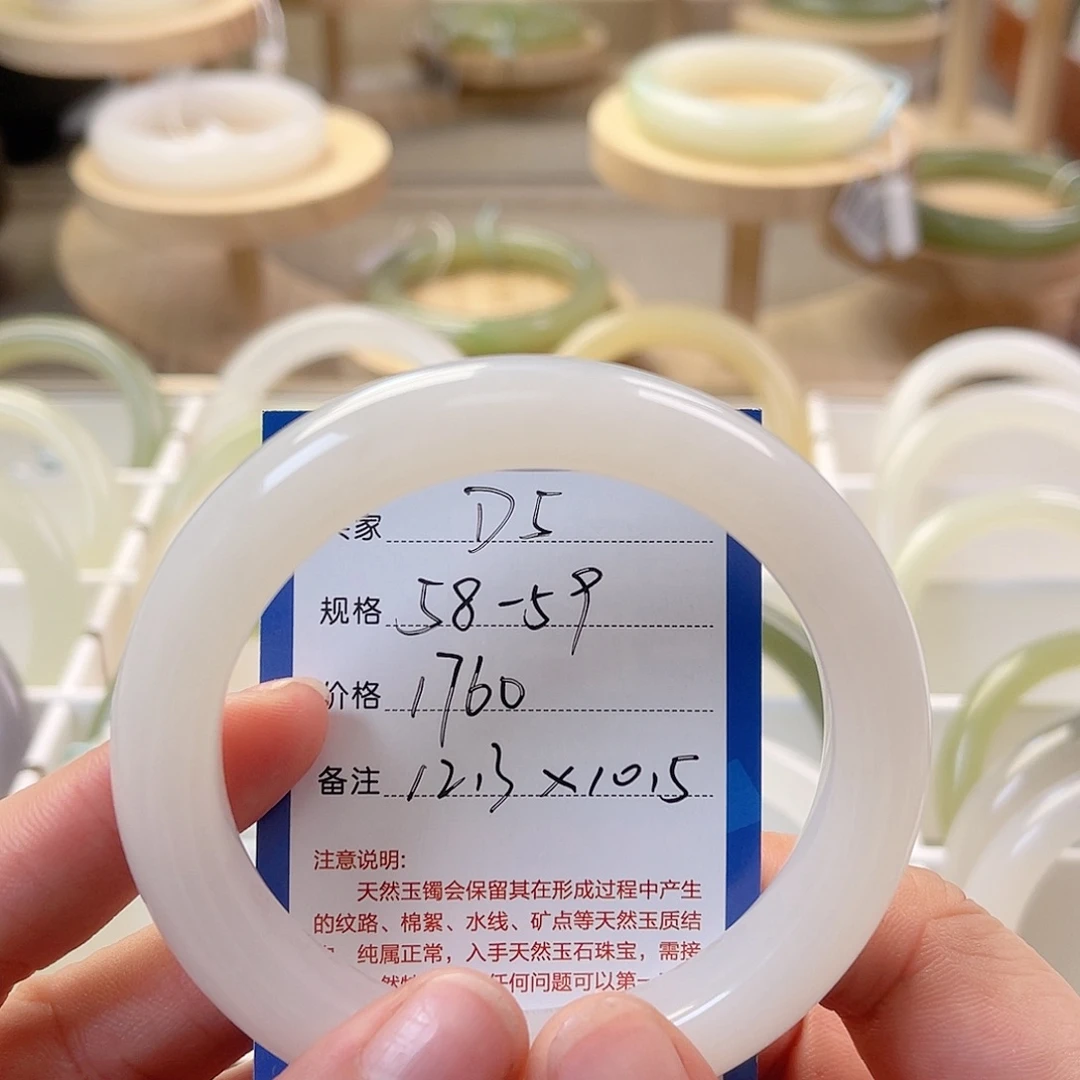 家 D5
规格 58-59
价格 1760
备注 12.3×10.5
注意说明:
天然玉镯会保留其在形成过程中产生
的纹路、棉絮、水线、矿点等天然玉质结
纯属正常，入手天然玉石珠宝，需接
任何问题可以第一